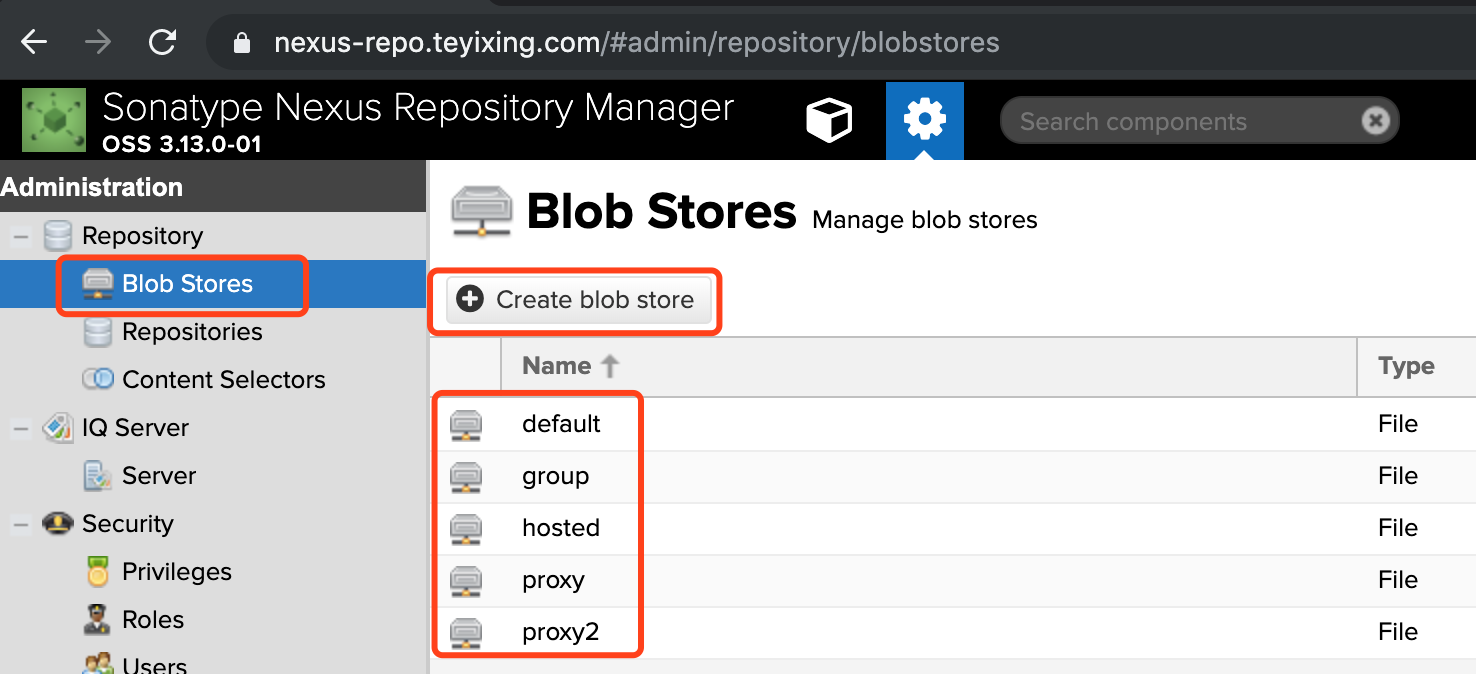 nexus-repo.teyixing.com/#admin/repository/blobstores
Sonatype Nexus Repository Manager
OSS 3.13.0-01
Search components
Administration
Repository
Blob Stores
Repositories
Content Selectors
IQ Server
Server
Security
Privileges
Roles
Users
Blob Stores Manage blob stores
Create blob store
Name Type
default File
group File
hosted File
proxy File
proxy2 File